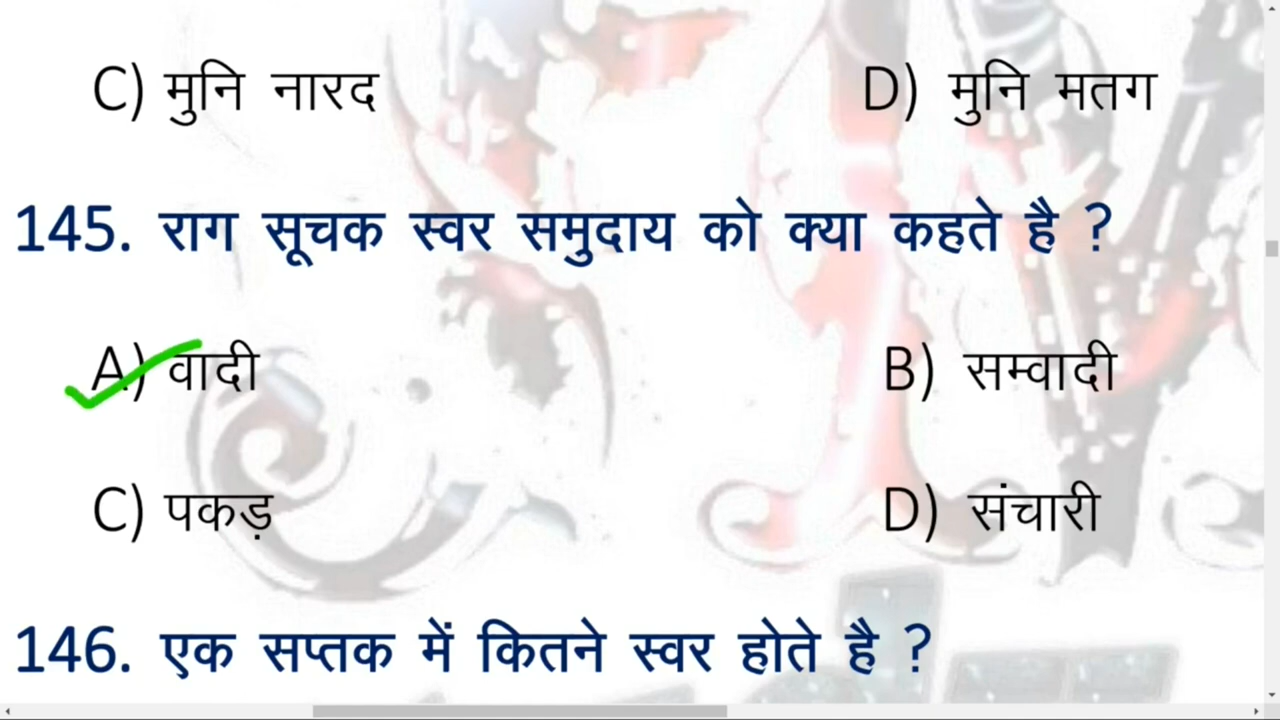 C) मुनि नारद D) मुनि मतग
145. राग सूचक स्वर समुदाय को क्या कहते है ?
A) वादी B) सम्वादी
C) पकड़ D) संचारी
146. एक सप्तक में कितने स्वर होते है ?